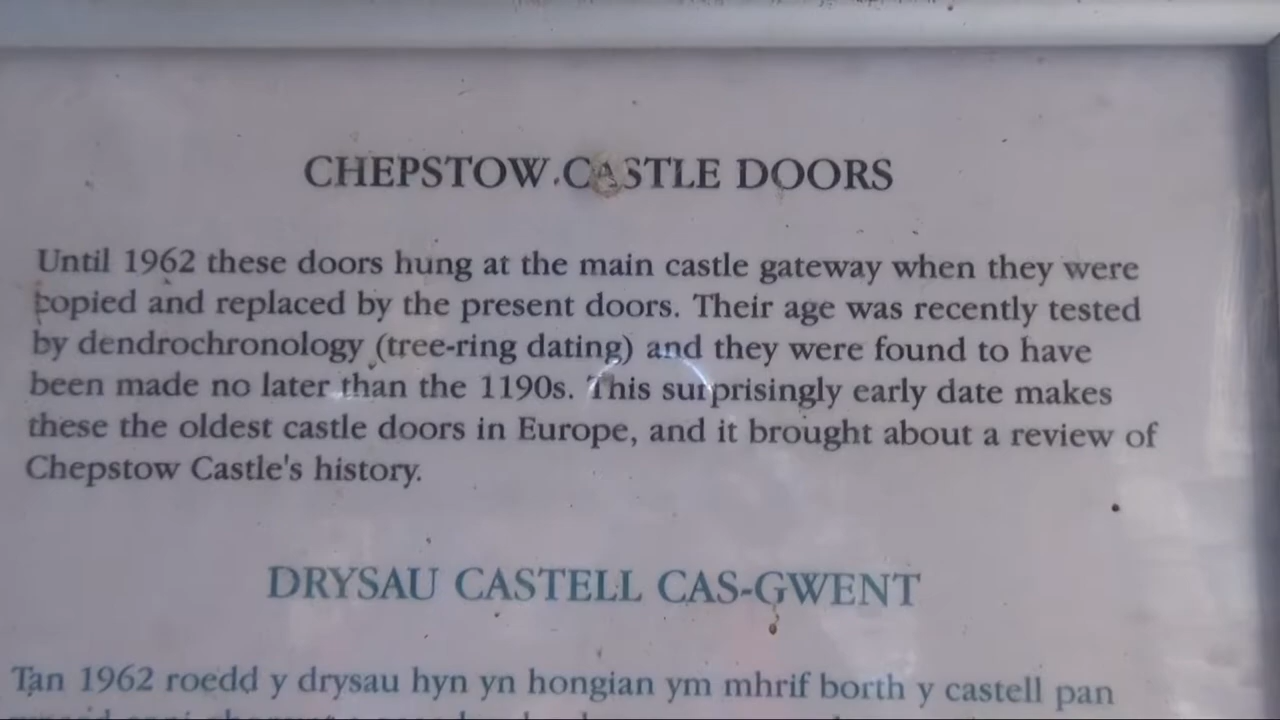 CHEPSTOW CASTLE DOORS
Until 1962 these doors hung at the main castle gateway when they were
copied and replaced by the present doors. Their age was recently tested
by dendrochronology (tree-ring dating) and they were found to have
been made no later than the 1190s. This surprisingly early date makes
these the oldest castle doors in Europe, and it brought about a review of
Chepstow Castle's history.
DRYSAU CASTELL CAS-GWENT
Tan 1962 roedd y drysau hyn yn hongian ym mhrif borth y castell pan